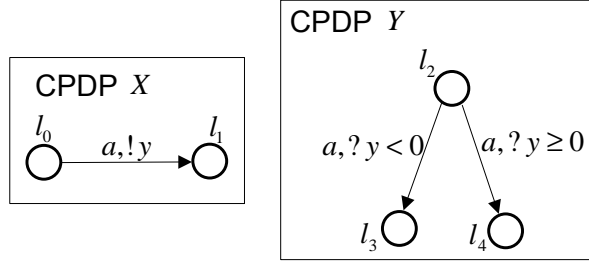 CPDP X
l₀
l₁
a,! y
CPDP Y
l₂
a,? y < 0
a,? y ≥ 0
l₃
l₄